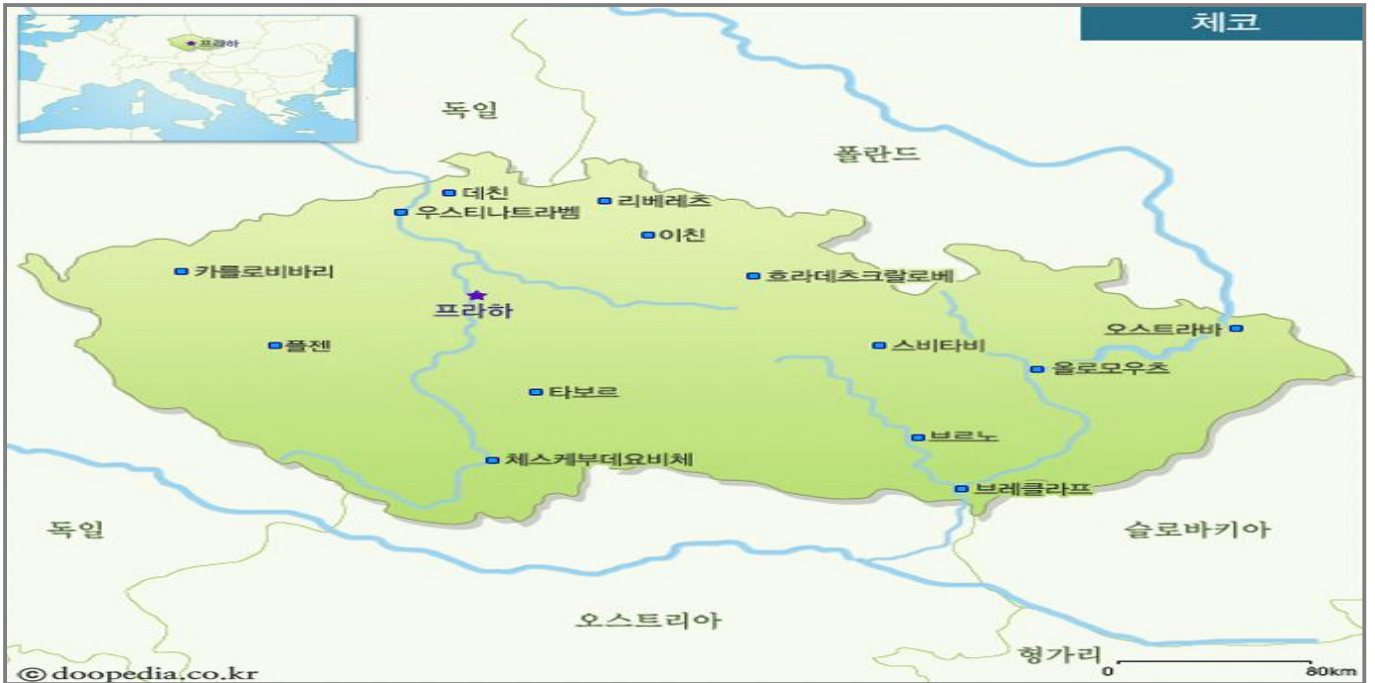 체코
프라하
독일
폴란드
데친
리베레츠
우스티나트라벰
이친
카를로비바리
흐라데츠크랄로베
프라하
오스트라바
플젠
스비타비
올로모우츠
타보르
브르노
체스케부데요비체
브레클라프
독일
슬로바키아
오스트리아
헝가리
0 80km
© doopedia.co.kr